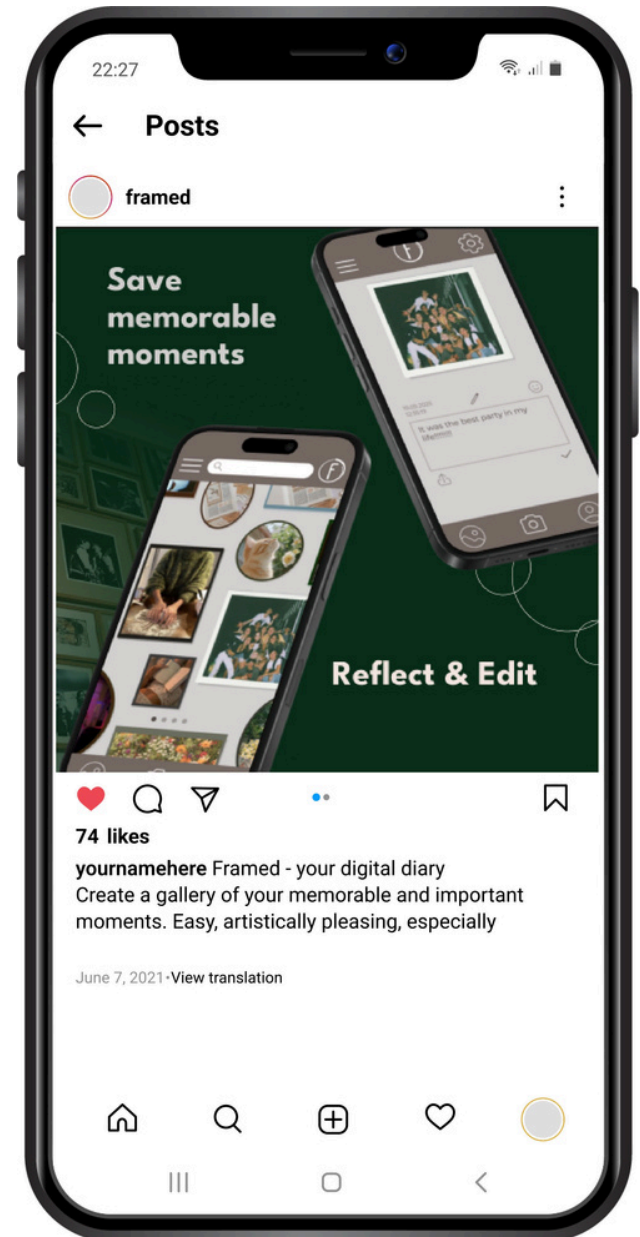 22:27
Posts
framed
Save
memorable
moments
It was the best party in my
Reflect & Edit
74 likes
yournamehere Framed - your digital diary
Create a gallery of your memorable and important
moments. Easy, artistically pleasing, especially
June 7, 2021·View translation